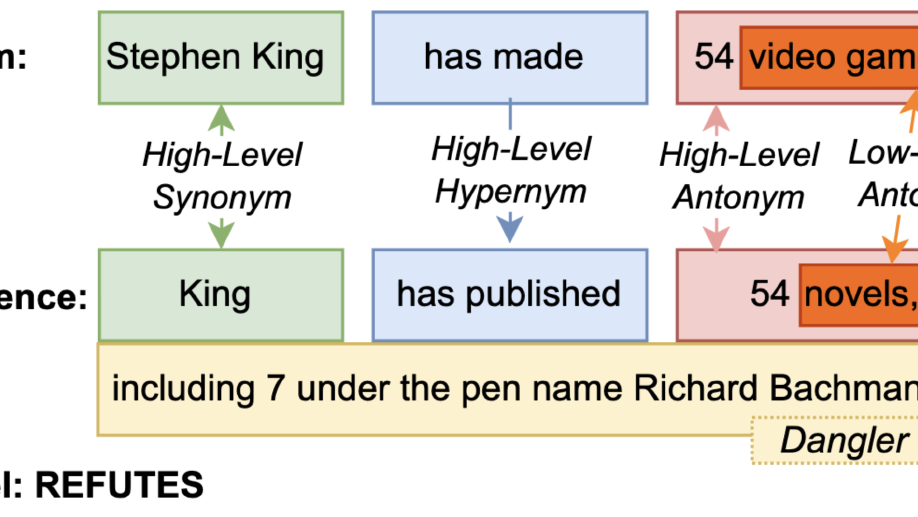 m: Stephen King has made 54 video gam
High-Level High-Level High-Level Low-
Synonym Hypernym Antonym Anto
ence: King has published 54 novels,
including 7 under the pen name Richard Bachman
Dangler
el: REFUTES